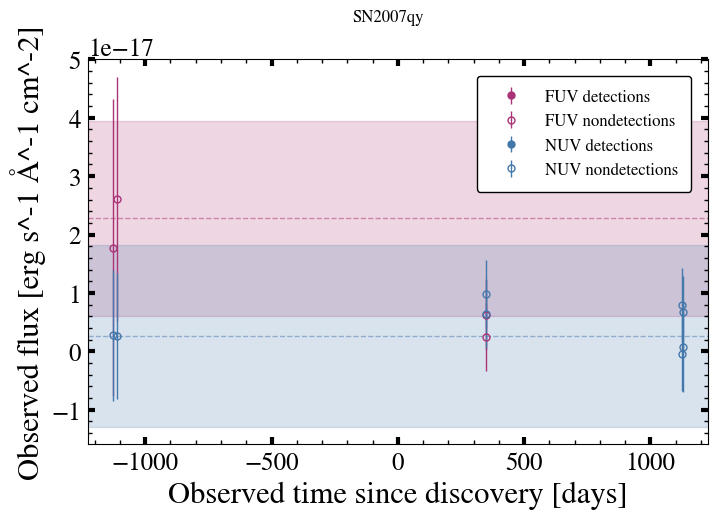 SN2007qy
1e−17
5
4
3
2
1
0
−1
Observed flux [erg s^-1 Å^-1 cm^-2]
FUV detections
FUV nondetections
NUV detections
NUV nondetections
−1000
−500
0
500
1000
Observed time since discovery [days]